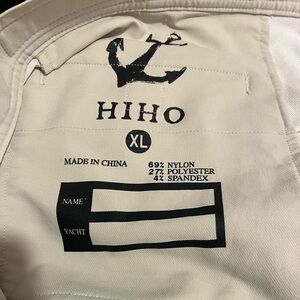 HIHO
XL
MADE IN CHINA
69% NYLON
27% POLYESTER
4% SPANDEX
NAME
YACHT